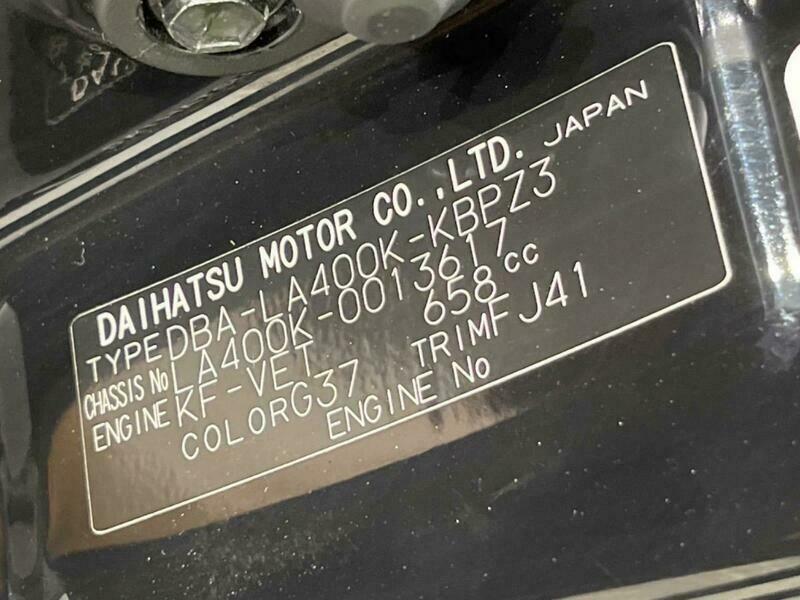 DAIHATSU MOTOR CO.,LTD. JAPAN
TYPE DBA-LA400K-KBPZ3
CHASSIS No LA400K-0013617
ENGINE KF-VET 658cc
COLOR G37 TRIM FJ41
ENGINE No